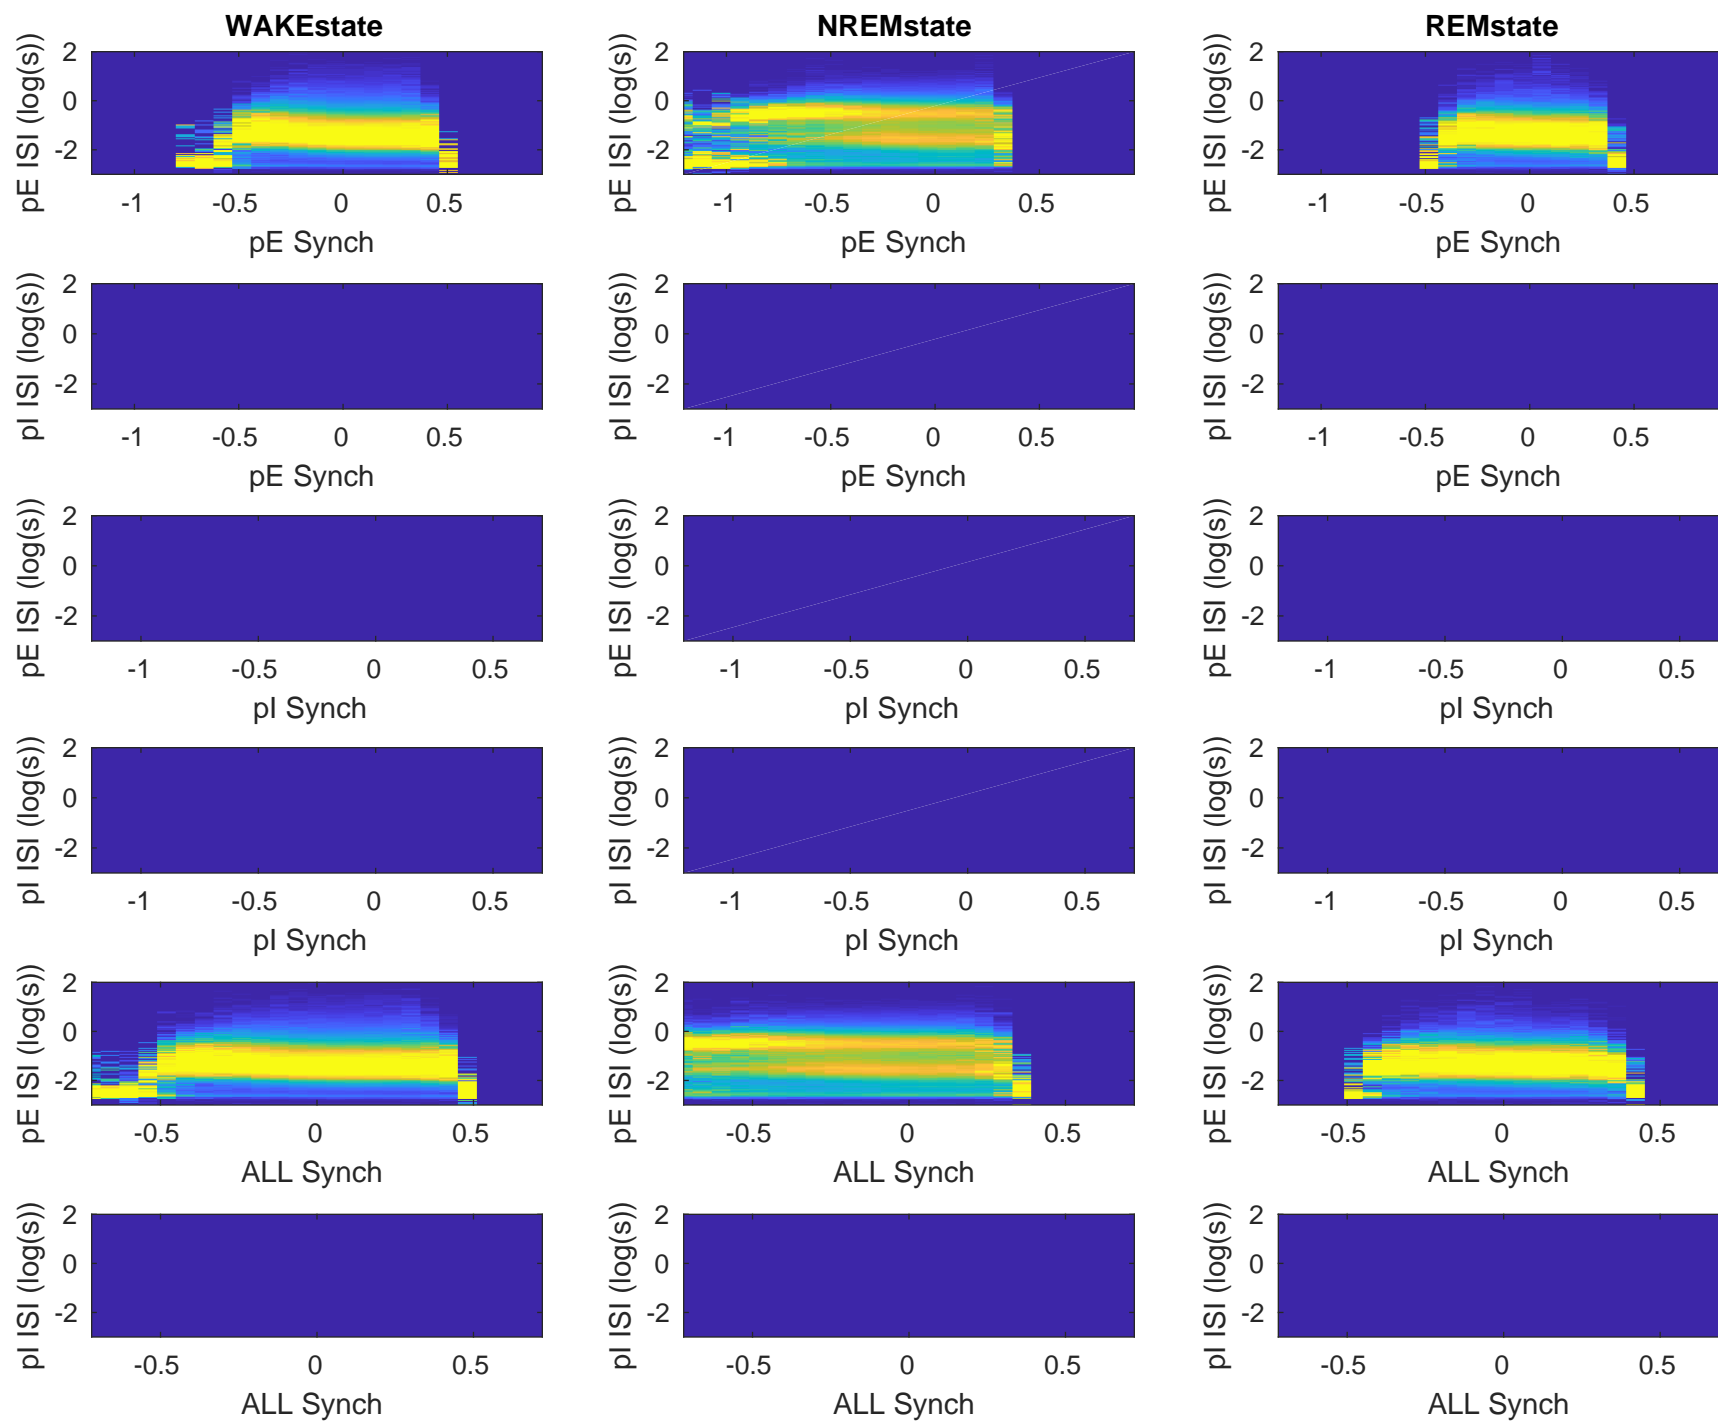 WAKEstate NREMstate REMstate
pE ISI (log(s)) 2 0 -2 pE ISI (log(s)) 2 0 -2 pE ISI (log(s)) 2 0 -2
-1 -0.5 0 0.5 -1 -0.5 0 0.5 -1 -0.5 0 0.5
pE Synch pE Synch pE Synch
pI ISI (log(s)) 2 0 -2 pI ISI (log(s)) 2 0 -2 pI ISI (log(s)) 2 0 -2
-1 -0.5 0 0.5 -1 -0.5 0 0.5 -1 -0.5 0 0.5
pE Synch pE Synch pE Synch
pE ISI (log(s)) 2 0 -2 pE ISI (log(s)) 2 0 -2 pE ISI (log(s)) 2 0 -2
-1 -0.5 0 0.5 -1 -0.5 0 0.5 -1 -0.5 0 0.5
pI Synch pI Synch pI Synch
pI ISI (log(s)) 2 0 -2 pI ISI (log(s)) 2 0 -2 pI ISI (log(s)) 2 0 -2
-1 -0.5 0 0.5 -1 -0.5 0 0.5 -1 -0.5 0 0.5
pI Synch pI Synch pI Synch
pE ISI (log(s)) 2 0 -2 pE ISI (log(s)) 2 0 -2 pE ISI (log(s)) 2 0 -2
-0.5 0 0.5 -0.5 0 0.5 -0.5 0 0.5
ALL Synch ALL Synch ALL Synch
pI ISI (log(s)) 2 0 -2 pI ISI (log(s)) 2 0 -2 pI ISI (log(s)) 2 0 -2
-0.5 0 0.5 -0.5 0 0.5 -0.5 0 0.5
ALL Synch ALL Synch ALL Synch